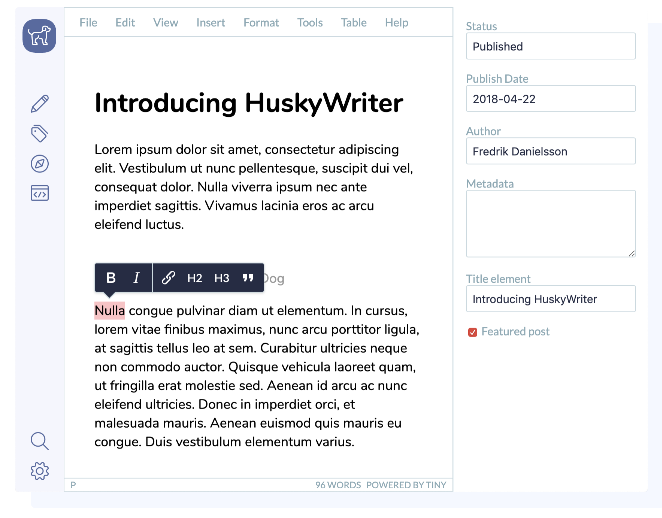 File Edit View Insert Format Tools Table Help
Introducing HuskyWriter
Lorem ipsum dolor sit amet, consectetur adipiscing
elit. Vestibulum ut nunc pellentesque, suscipit dui vel,
consequat dolor. Nulla viverra ipsum nec ante
imperdiet sagittis. Vivamus lacinia eros ac arcu
eleifend luctus.
B I H2 H3 Dog
Nulla congue pulvinar diam ut elementum. In cursus,
lorem vitae finibus maximus, nunc arcu porttitor ligula,
at sagittis tellus leo at sem. Curabitur ultricies neque
non commodo auctor. Quisque vehicula laoreet quam,
ut fringilla erat molestie sed. Aenean id arcu ac nunc
eleifend ultricies. Donec in imperdiet orci, et
malesuada mauris. Aenean euismod quis mauris eu
congue. Duis vestibulum elementum varius.
P 96 WORDS POWERED BY TINY
Status
Published
Publish Date
2018-04-22
Author
Fredrik Danielsson
Metadata
Title element
Introducing HuskyWriter
Featured post